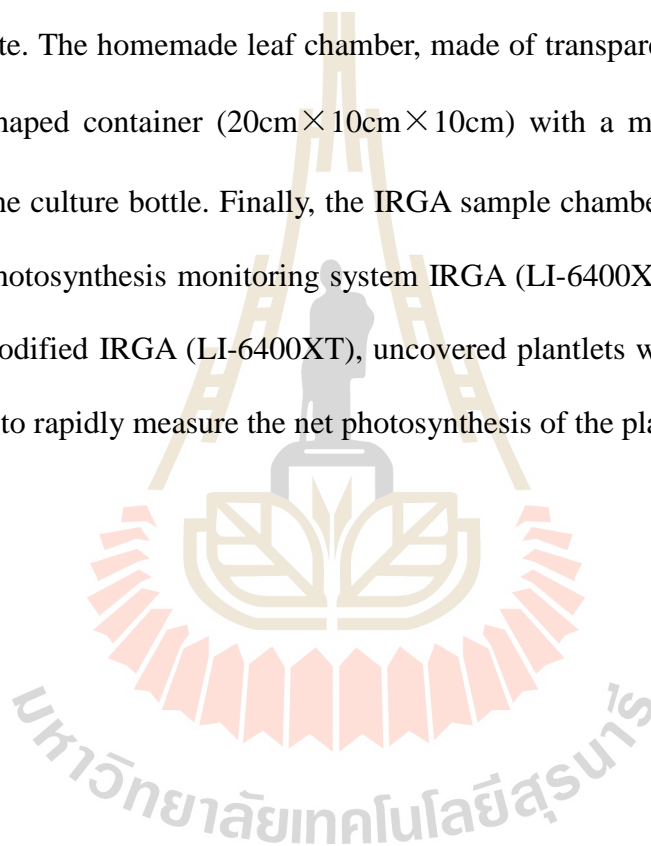 te. The homemade leaf chamber, made of transpare
haped container (20cm×10cm×10cm) with a m
ne culture bottle. Finally, the IRGA sample chambe
hotosynthesis monitoring system IRGA (LI-6400X
odified IRGA (LI-6400XT), uncovered plantlets w
to rapidly measure the net photosynthesis of the pla
มหาวิทยาลัยเทคโนโลยีสุรนารี